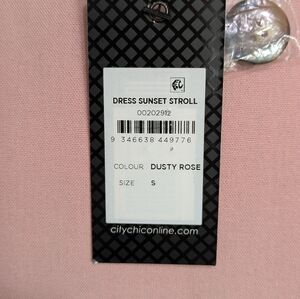 DRESS SUNSET STROLL
00202912
9 346638 449776
COLOUR DUSTY ROSE
SIZE S
citychiconline.com